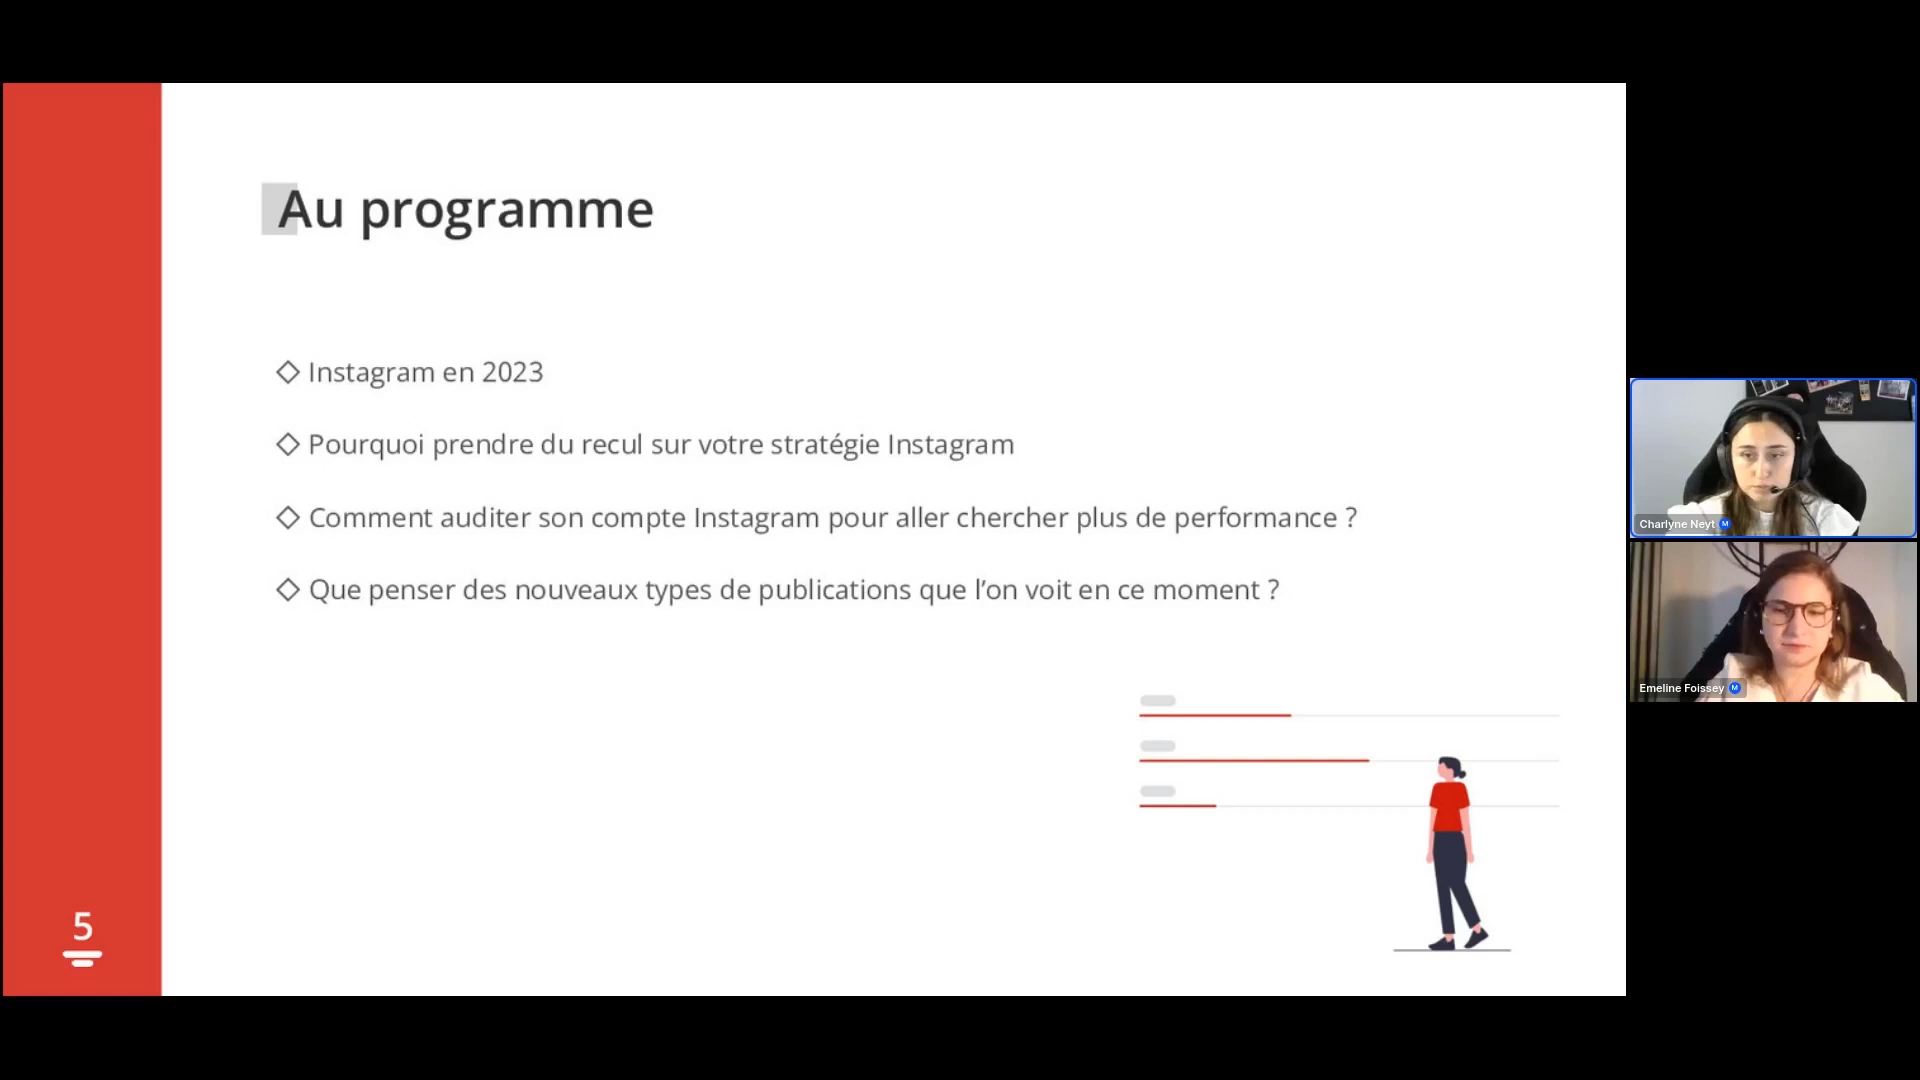 Au programme
Instagram en 2023
Pourquoi prendre du recul sur votre stratégie Instagram
Comment auditer son compte Instagram pour aller chercher plus de performance ?
Que penser des nouveaux types de publications que l’on voit en ce moment ?
5
Charlyne Neyt M
Emeline Foissey M